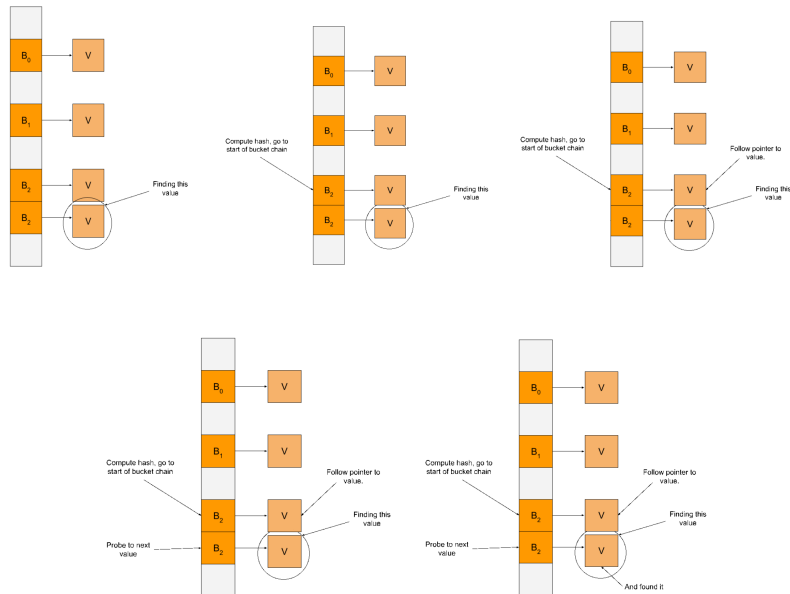 B0
V
B1
V
B2
V
Finding this
value
B2
V
B0
V
B1
V
Compute hash, go to
start of bucket chain
B2
V
Finding this
value
B2
V
B0
V
B1
V
Follow pointer to
value.
Compute hash, go to
start of bucket chain
B2
V
Finding this
value
B2
V
B0
V
B1
V
Compute hash, go to
start of bucket chain
Follow pointer to
value.
B2
V
Finding this
value
Probe to next
value
B2
V
B0
V
B1
V
Compute hash, go to
start of bucket chain
Follow pointer to
value.
B2
V
Finding this
value
Probe to next
value
B2
V
And found it